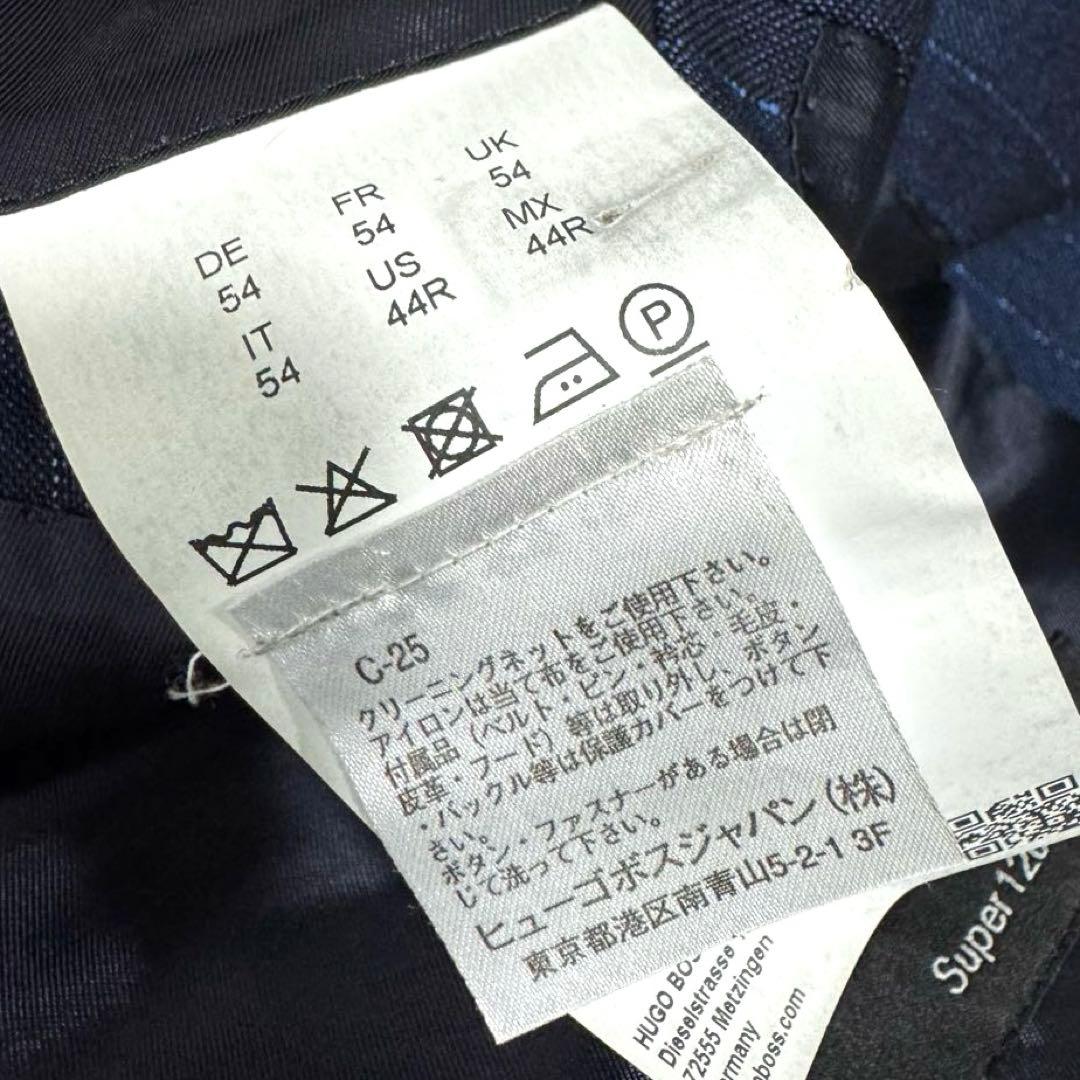 DE
54
IT
54
FR
54
US
44R
UK
54
MX
44R
P
C-25
クリーニングネットをご使用下さい。
アイロンは当て布をご使用下さい。
付属品(ベルト・ピン・衿芯・毛皮・
皮革・フード)等は取り外し、ボタン
・バックル等は保護カバーをつけて下
さい。
ボタン・ファスナーがある場合は閉
じて洗って下さい。
ヒューゴボスジャパン(株)
東京都港区南青山5-2-1 3F
HUGO BOS
Dieselstrasse
72555 Metzingen
rmany
boss.com
Super 12